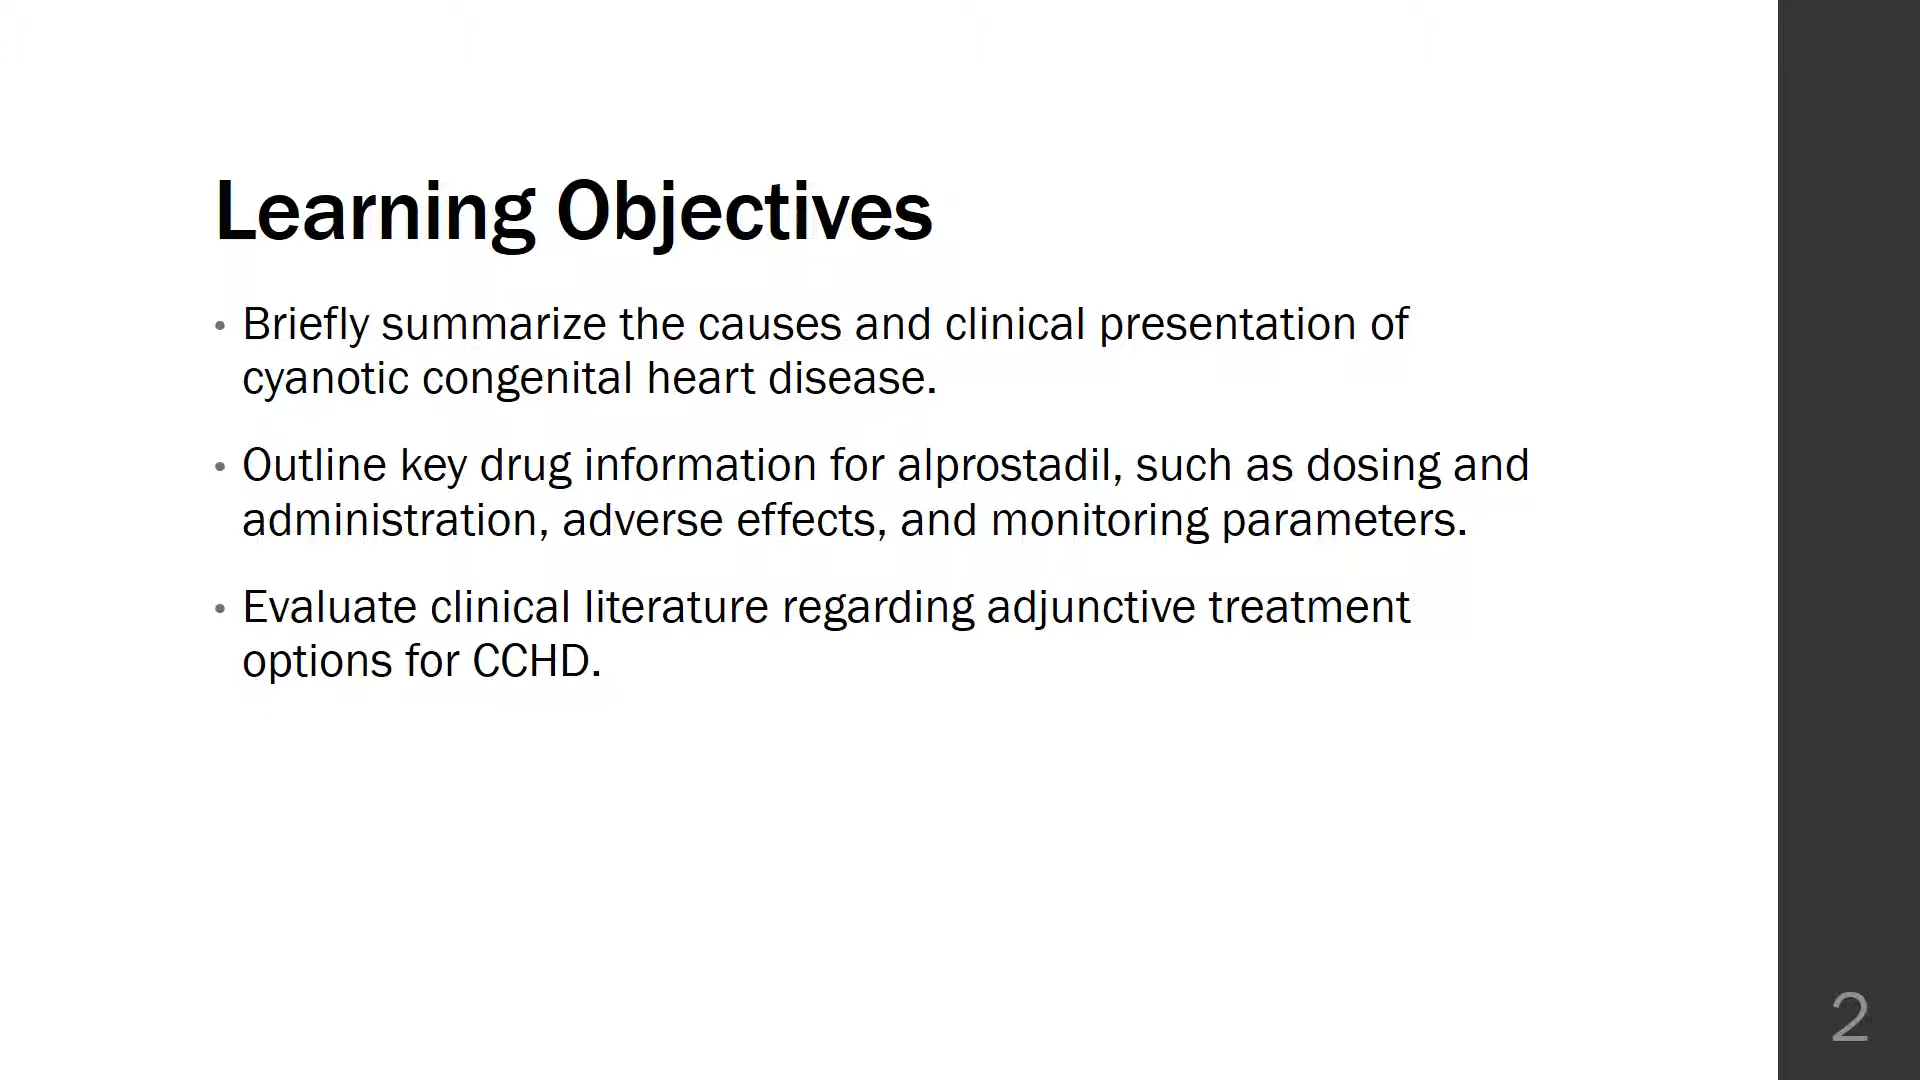 Learning Objectives
• Briefly summarize the causes and clinical presentation of
cyanotic congenital heart disease.
• Outline key drug information for alprostadil, such as dosing and
administration, adverse effects, and monitoring parameters.
• Evaluate clinical literature regarding adjunctive treatment
options for CCHD.
2